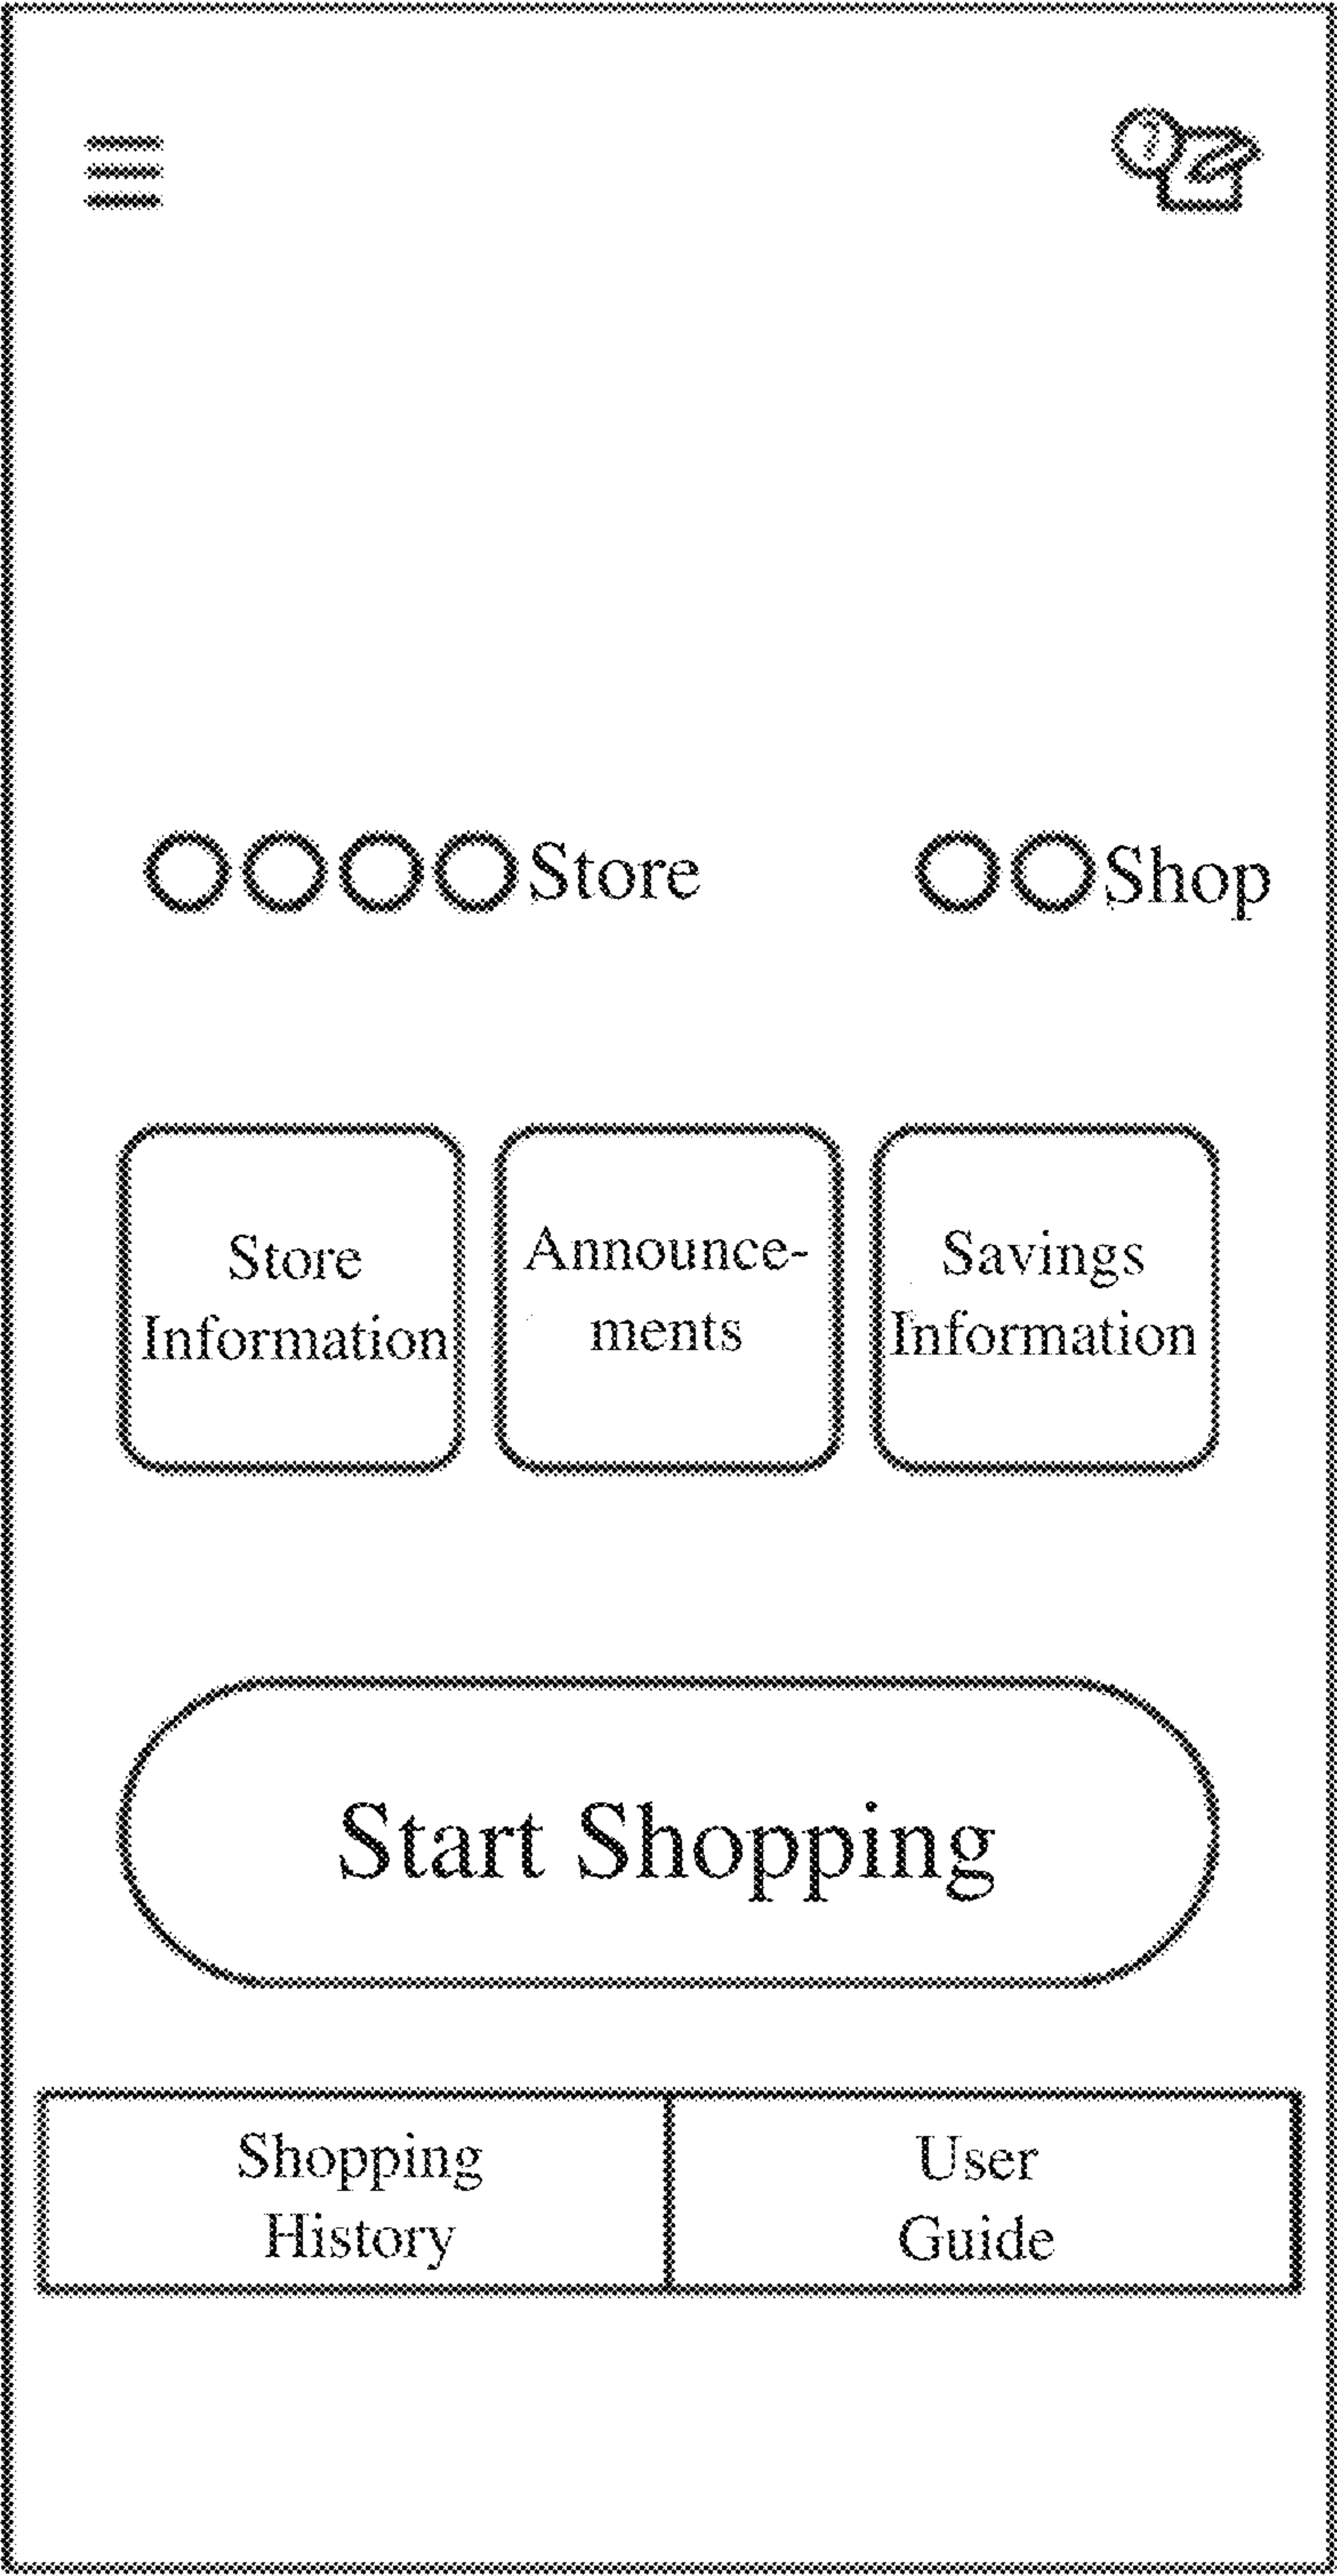 ○○○○Store ○○Shop
Store
Information
Announce-
ments
Savings
Information
Start Shopping
Shopping
History
User
Guide